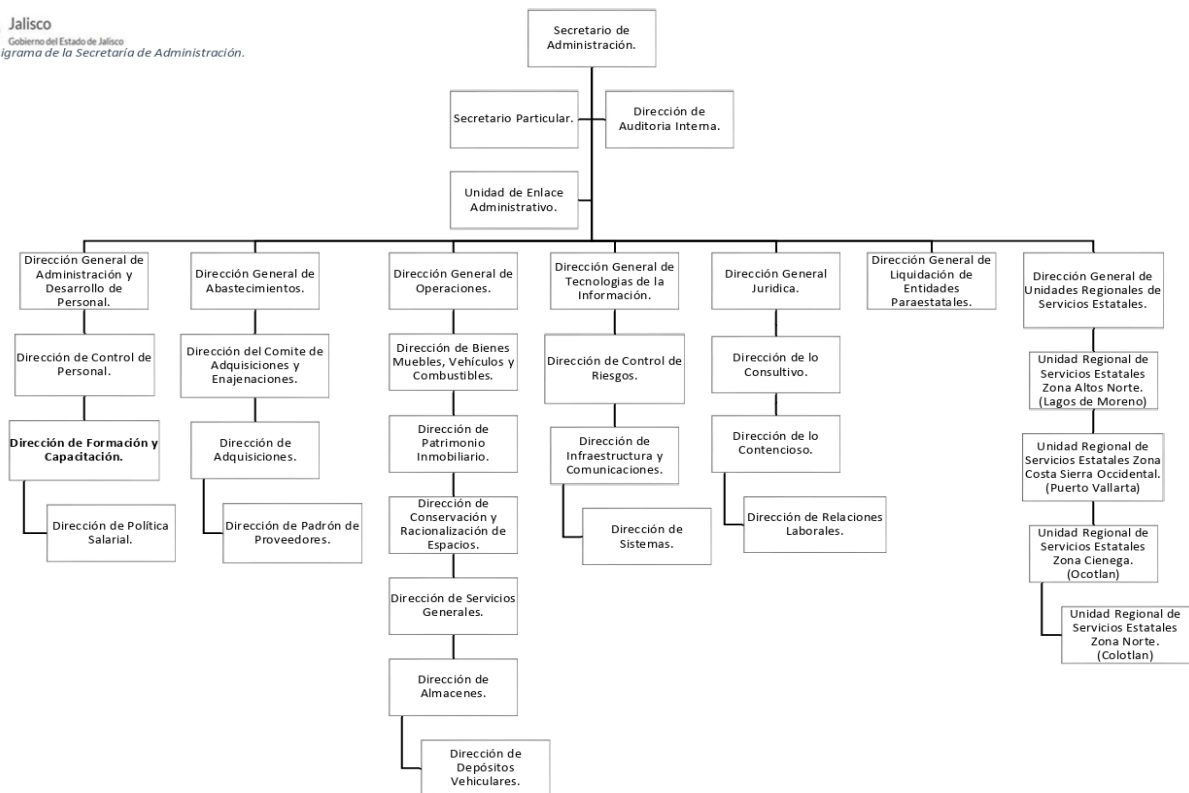 Jalisco
Gobierno del Estado de Jalisco
igrama de la Secretaría de Administración.
Secretario de
Administración.
Secretario Particular.
Dirección de
Auditoria Interna.
Unidad de Enlace
Administrativo.
Dirección General de
Administración y
Desarrollo de
Personal.
Dirección General de
Abastecimientos.
Dirección General de
Operaciones.
Dirección General de
Tecnologias de la
Información.
Dirección General
Juridica.
Dirección General de
Liquidación de
Entidades
Paraestatales.
Dirección General de
Unidades Regionales de
Servicios Estatales.
Dirección de Control de
Personal.
Dirección del Comite de
Adquisiciones y
Enajenaciones.
Dirección de Bienes
Muebles, Vehículos y
Combustibles.
Dirección de Control de
Riesgos.
Dirección de lo
Consultivo.
Unidad Regional de
Servicios Estatales
Zona Altos Norte.
(Lagos de Moreno)
Dirección de Formación y
Capacitación.
Dirección de
Adquisiciones.
Dirección de
Patrimonio
Inmobiliario.
Dirección de
Infraestructura y
Comunicaciones.
Dirección de lo
Contencioso.
Unidad Regional de
Servicios Estatales Zona
Costa Sierra Occidental.
(Puerto Vallarta)
Dirección de Política
Salarial.
Dirección de Padrón de
Proveedores.
Dirección de
Conservación y
Racionalización de
Espacios.
Dirección de
Sistemas.
Dirección de Relaciones
Laborales.
Unidad Regional de
Servicios Estatales
Zona Cienega.
(Ocotlan)
Dirección de Servicios
Generales.
Unidad Regional de
Servicios Estatales
Zona Norte.
(Colotlan)
Dirección de
Almacenes.
Dirección de
Depósitos
Vehiculares.